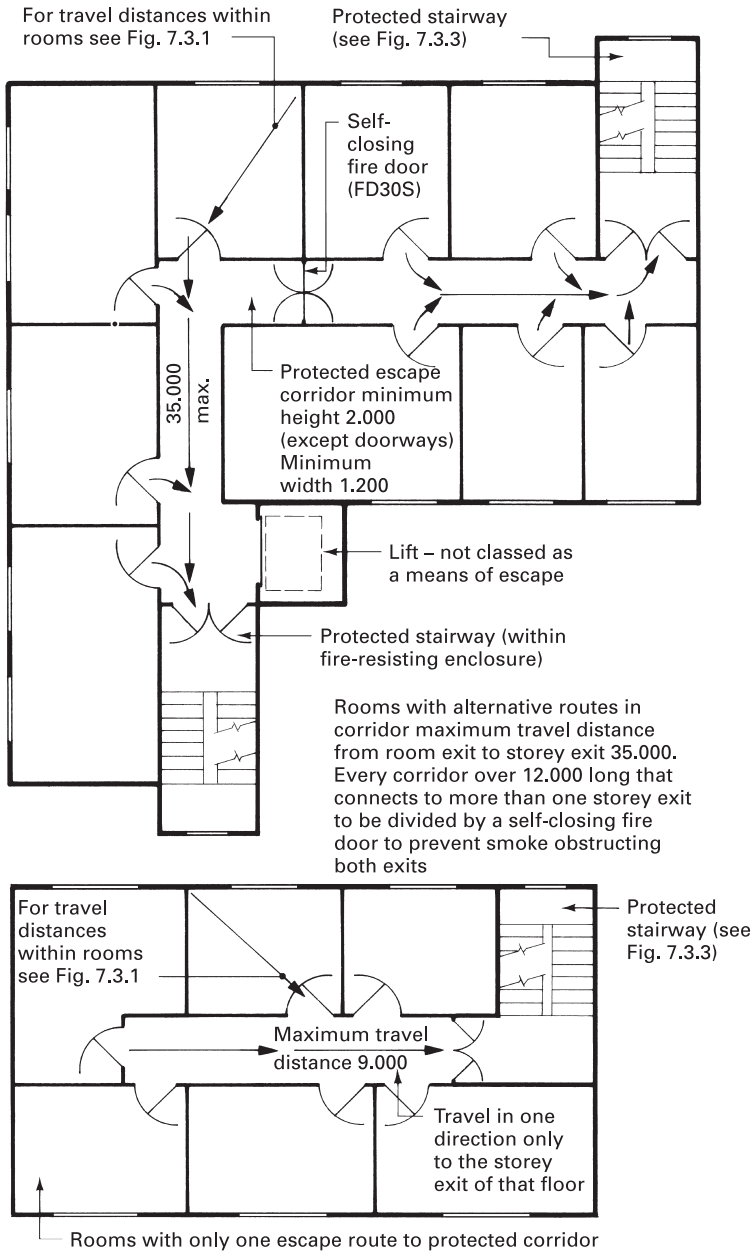 For travel distances within
rooms see Fig. 7.3.1
Protected stairway
(see Fig. 7.3.3)
Self-
closing
fire door
(FD30S)
35.000
max.
Protected escape
corridor minimum
height 2.000
(except doorways)
Minimum
width 1.200
Lift – not classed as
a means of escape
Protected stairway (within
fire-resisting enclosure)
Rooms with alternative routes in
corridor maximum travel distance
from room exit to storey exit 35.000.
Every corridor over 12.000 long that
connects to more than one storey exit
to be divided by a self-closing fire
door to prevent smoke obstructing
both exits
For travel
distances
within rooms
see Fig. 7.3.1
Protected
stairway (see
Fig. 7.3.3)
Maximum travel
distance 9.000
Travel in one
direction only
to the storey
exit of that floor
Rooms with only one escape route to protected corridor